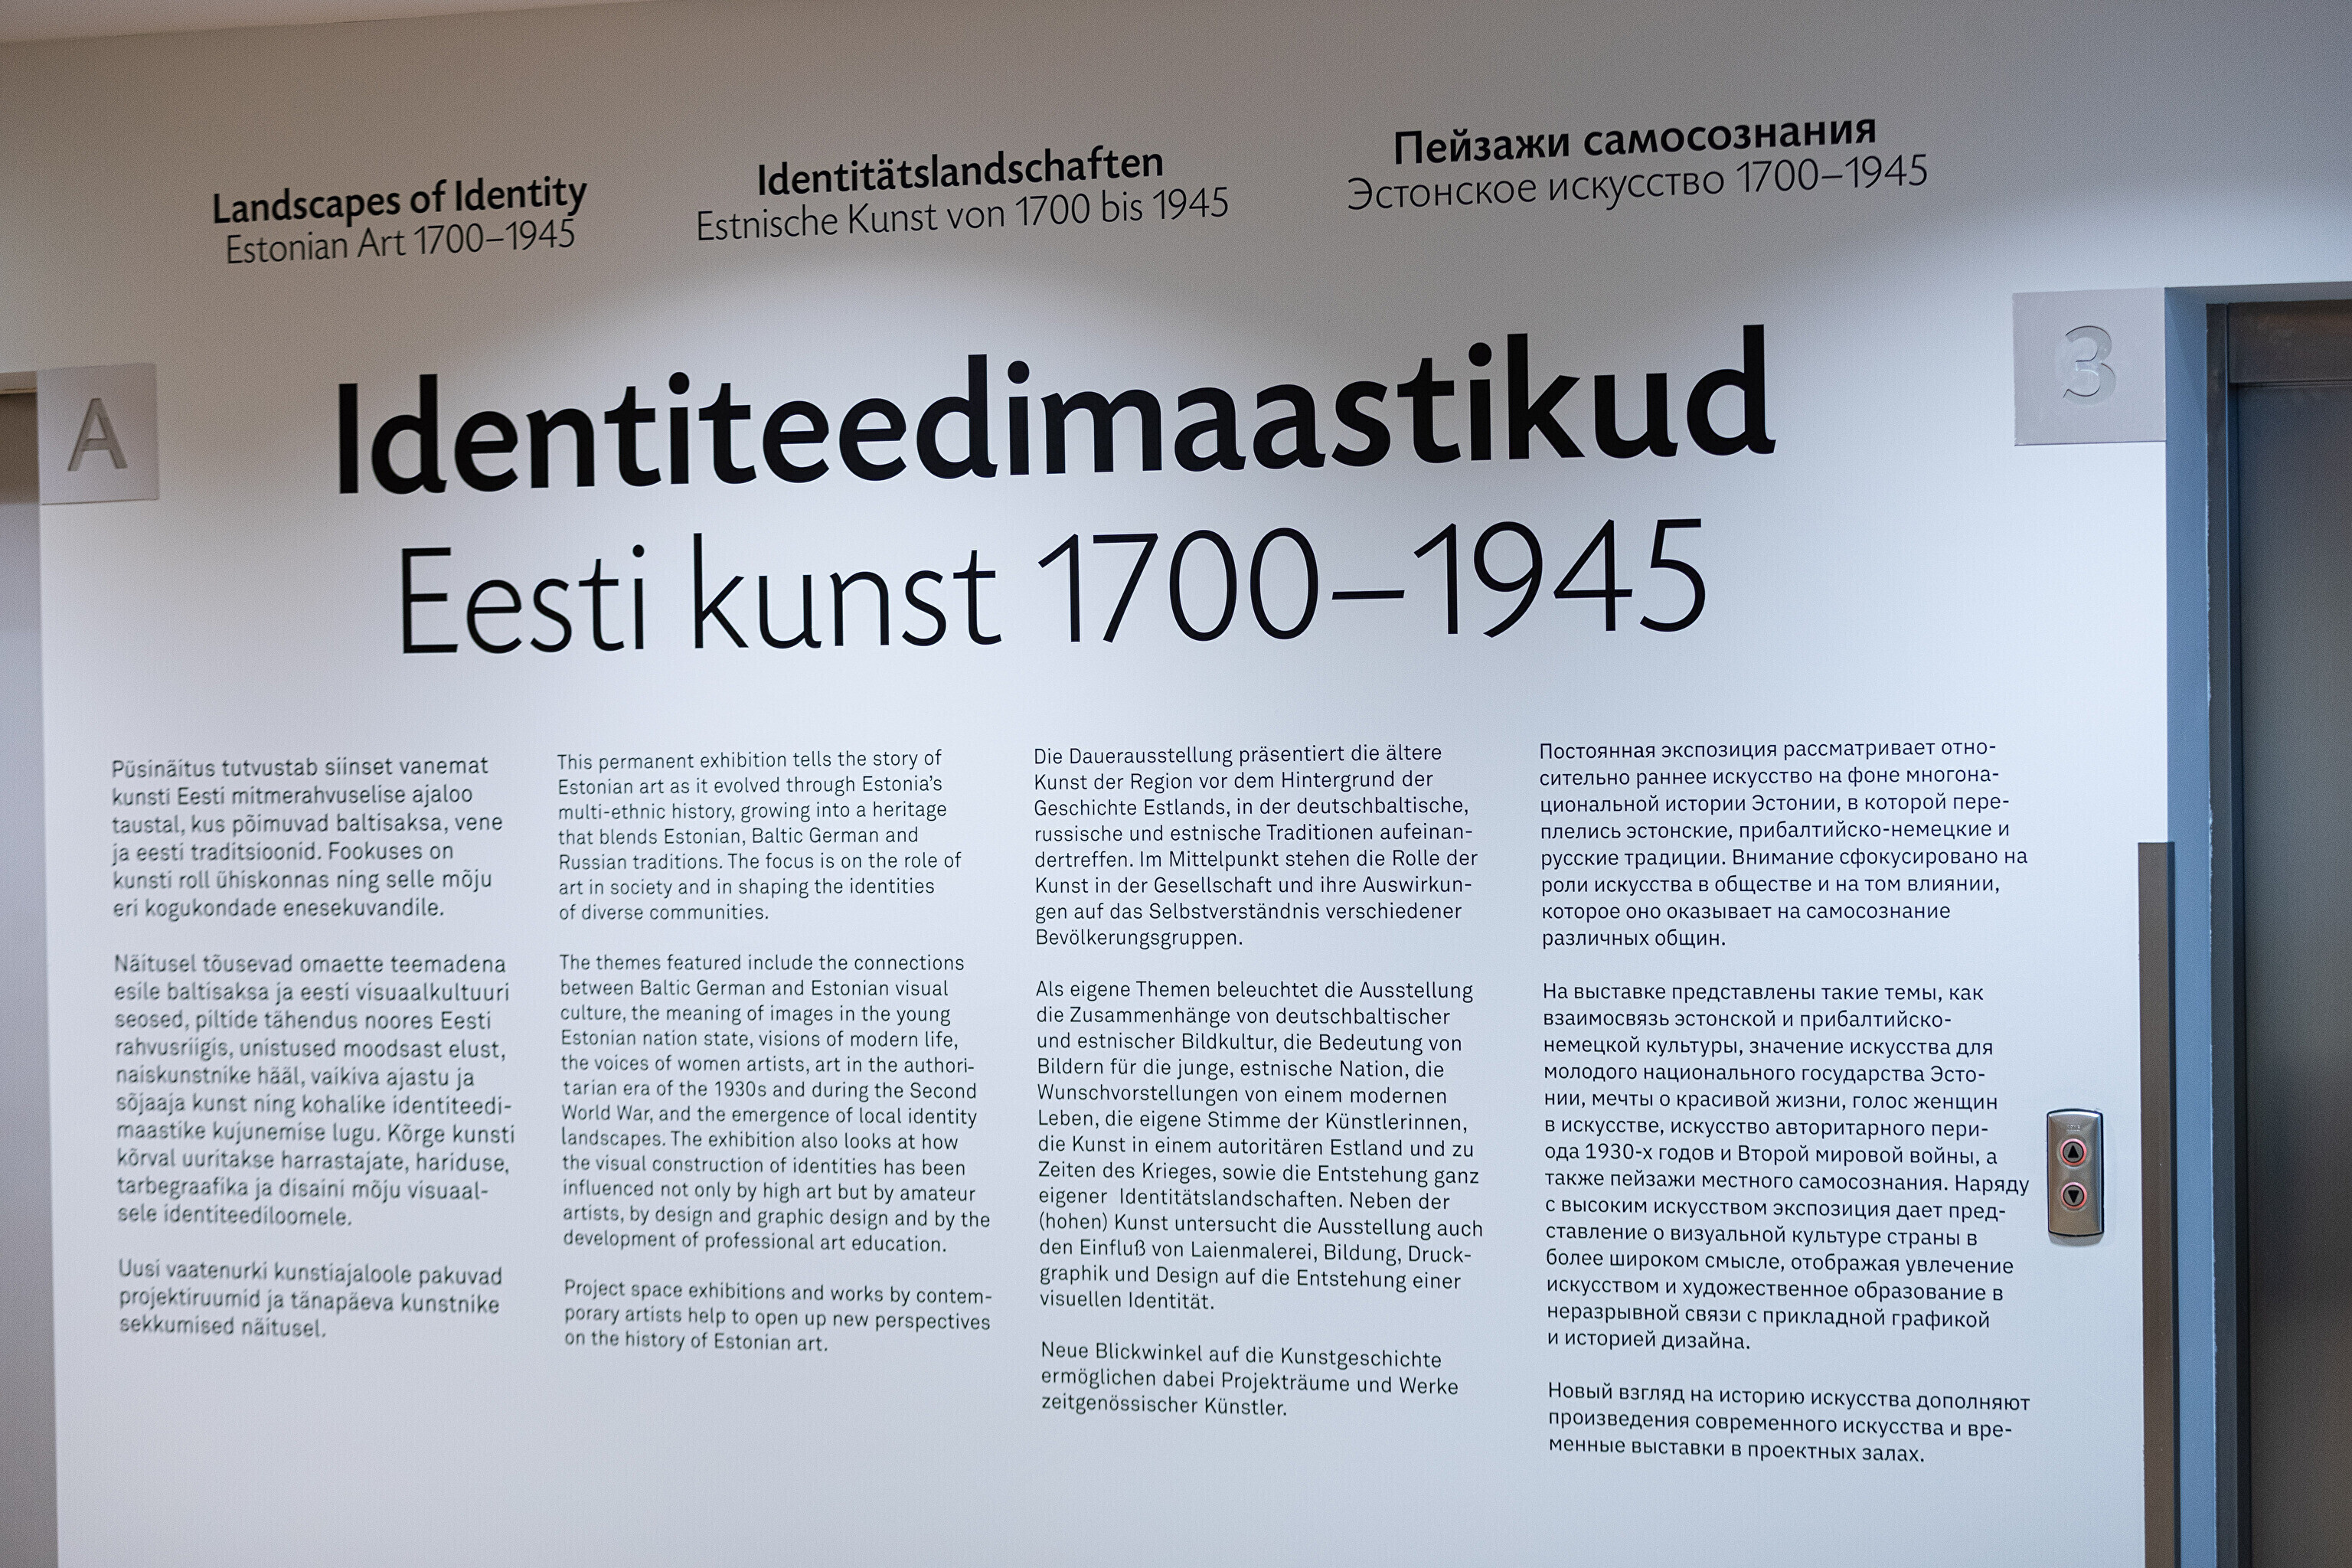 Landscapes of Identity
Estonian Art 1700–1945
Identitätslandschaften
Estnische Kunst von 1700 bis 1945
Пейзажи самосознания
Эстонское искусство 1700–1945
A
3
Identiteedimaastikud
Eesti kunst 1700–1945
Püsinäitus tutvustab siinset vanemat
kunsti Eesti mitmerahvuselise ajaloo
taustal, kus põimuvad baltisaksa, vene
ja eesti traditsioonid. Fookuses on
kunsti roll ühiskonnas ning selle mõju
eri kogukondade enesekuvandile.
Näitusel tõusevad omaette teemadena
esile baltisaksa ja eesti visuaalkultuuri
seosed, piltide tähendus noores Eesti
rahvusriigis, unistused moodsast elust,
naiskunstnike hääl, vaikiva ajastu ja
sõjaaja kunst ning kohalike identiteedi-
maastike kujunemise lugu. Kõrge kunsti
kõrval uuritakse harrastajate, hariduse,
tarbegraafika ja disaini mõju visuaal-
sele identiteediloomele.
Uusi vaatenurki kunstiajaloole pakuvad
projektiruumid ja tänapäeva kunstnike
sekkumised näitusel.
This permanent exhibition tells the story of
Estonian art as it evolved through Estonia's
multi-ethnic history, growing into a heritage
that blends Estonian, Baltic German and
Russian traditions. The focus is on the role of
art in society and in shaping the identities
of diverse communities.
The themes featured include the connections
between Baltic German and Estonian visual
culture, the meaning of images in the young
Estonian nation state, visions of modern life,
the voices of women artists, art in the authori-
tarian era of the 1930s and during the Second
World War, and the emergence of local identity
landscapes. The exhibition also looks at how
the visual construction of identities has been
influenced not only by high art but by amateur
artists, by design and graphic design and by the
development of professional art education.
Project space exhibitions and works by contem-
porary artists help to open up new perspectives
on the history of Estonian art.
Die Dauerausstellung präsentiert die ältere
Kunst der Region vor dem Hintergrund der
Geschichte Estlands, in der deutschbaltische,
russische und estnische Traditionen aufeinan-
dertreffen. Im Mittelpunkt stehen die Rolle der
Kunst in der Gesellschaft und ihre Auswirkun-
gen auf das Selbstverständnis verschiedener
Bevölkerungsgruppen.
Als eigene Themen beleuchtet die Ausstellung
die Zusammenhänge von deutschbaltischer
und estnischer Bildkultur, die Bedeutung von
Bildern für die junge, estnische Nation, die
Wunschvorstellungen von einem modernen
Leben, die eigene Stimme der Künstlerinnen,
die Kunst in einem autoritären Estland und zu
Zeiten des Krieges, sowie die Entstehung ganz
eigener Identitätslandschaften. Neben der
(hohen) Kunst untersucht die Ausstellung auch
den Einfluß von Laienmalerei, Bildung, Druck-
graphik und Design auf die Entstehung einer
visuellen Identität.
Neue Blickwinkel auf die Kunstgeschichte
ermöglichen dabei Projekträume und Werke
zeitgenössischer Künstler.
Постоянная экспозиция рассматривает отно-
сительно раннее искусство на фоне многона-
циональной истории Эстонии, в которой пере-
плелись эстонские, прибалтийско-немецкие и
русские традиции. Внимание сфокусировано на
роли искусства в обществе и на том влиянии,
которое оно оказывает на самосознание
различных общин.
На выставке представлены такие темы, как
взаимосвязь эстонской и прибалтийско-
немецкой культуры, значение искусства для
молодого национального государства Эсто-
нии, мечты о красивой жизни, голос женщин
в искусстве, искусство авторитарного пери-
ода 1930-х годов и Второй мировой войны, а
также пейзажи местного самосознания. Наряду
с высоким искусством экспозиция дает пред-
ставление о визуальной культуре страны в
более широком смысле, отображая увлечение
искусством и художественное образование в
неразрывной связи с прикладной графикой
и историей дизайна.
Новый взгляд на историю искусства дополняют
произведения современного искусства и вре-
менные выставки в проектных залах.